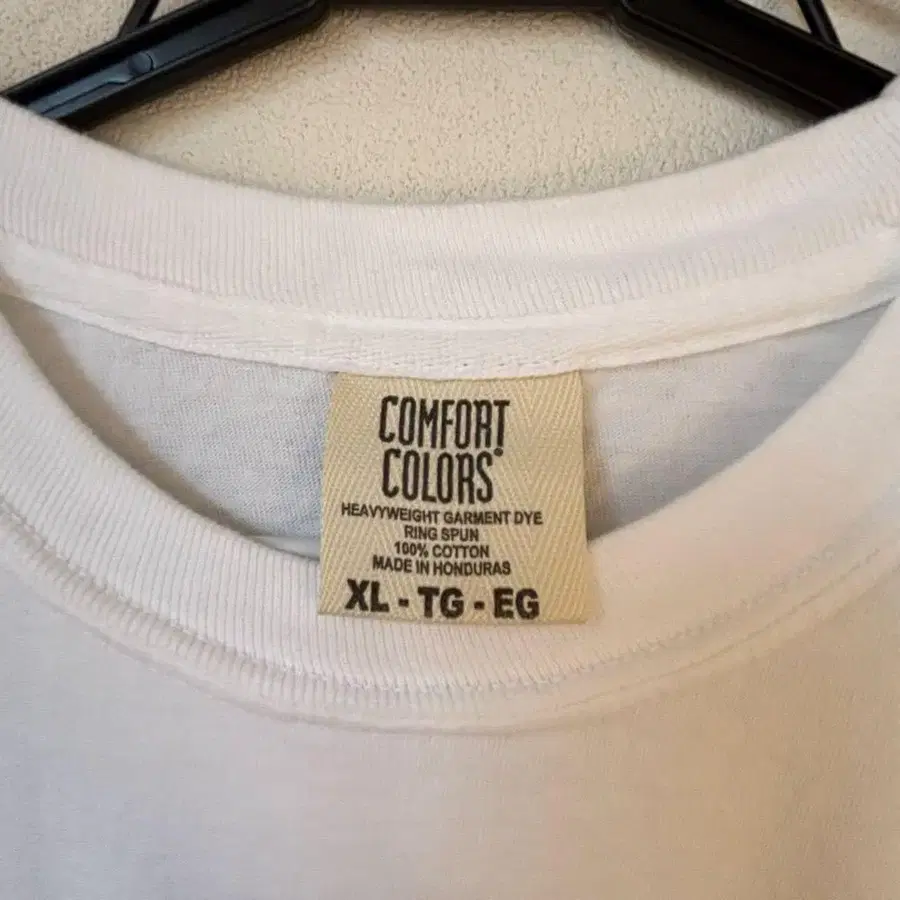 COMFORT
COLORS®
HEAVYWEIGHT GARMENT DYE
RING SPUN
100% COTTON
MADE IN HONDURAS
XL - TG - EG